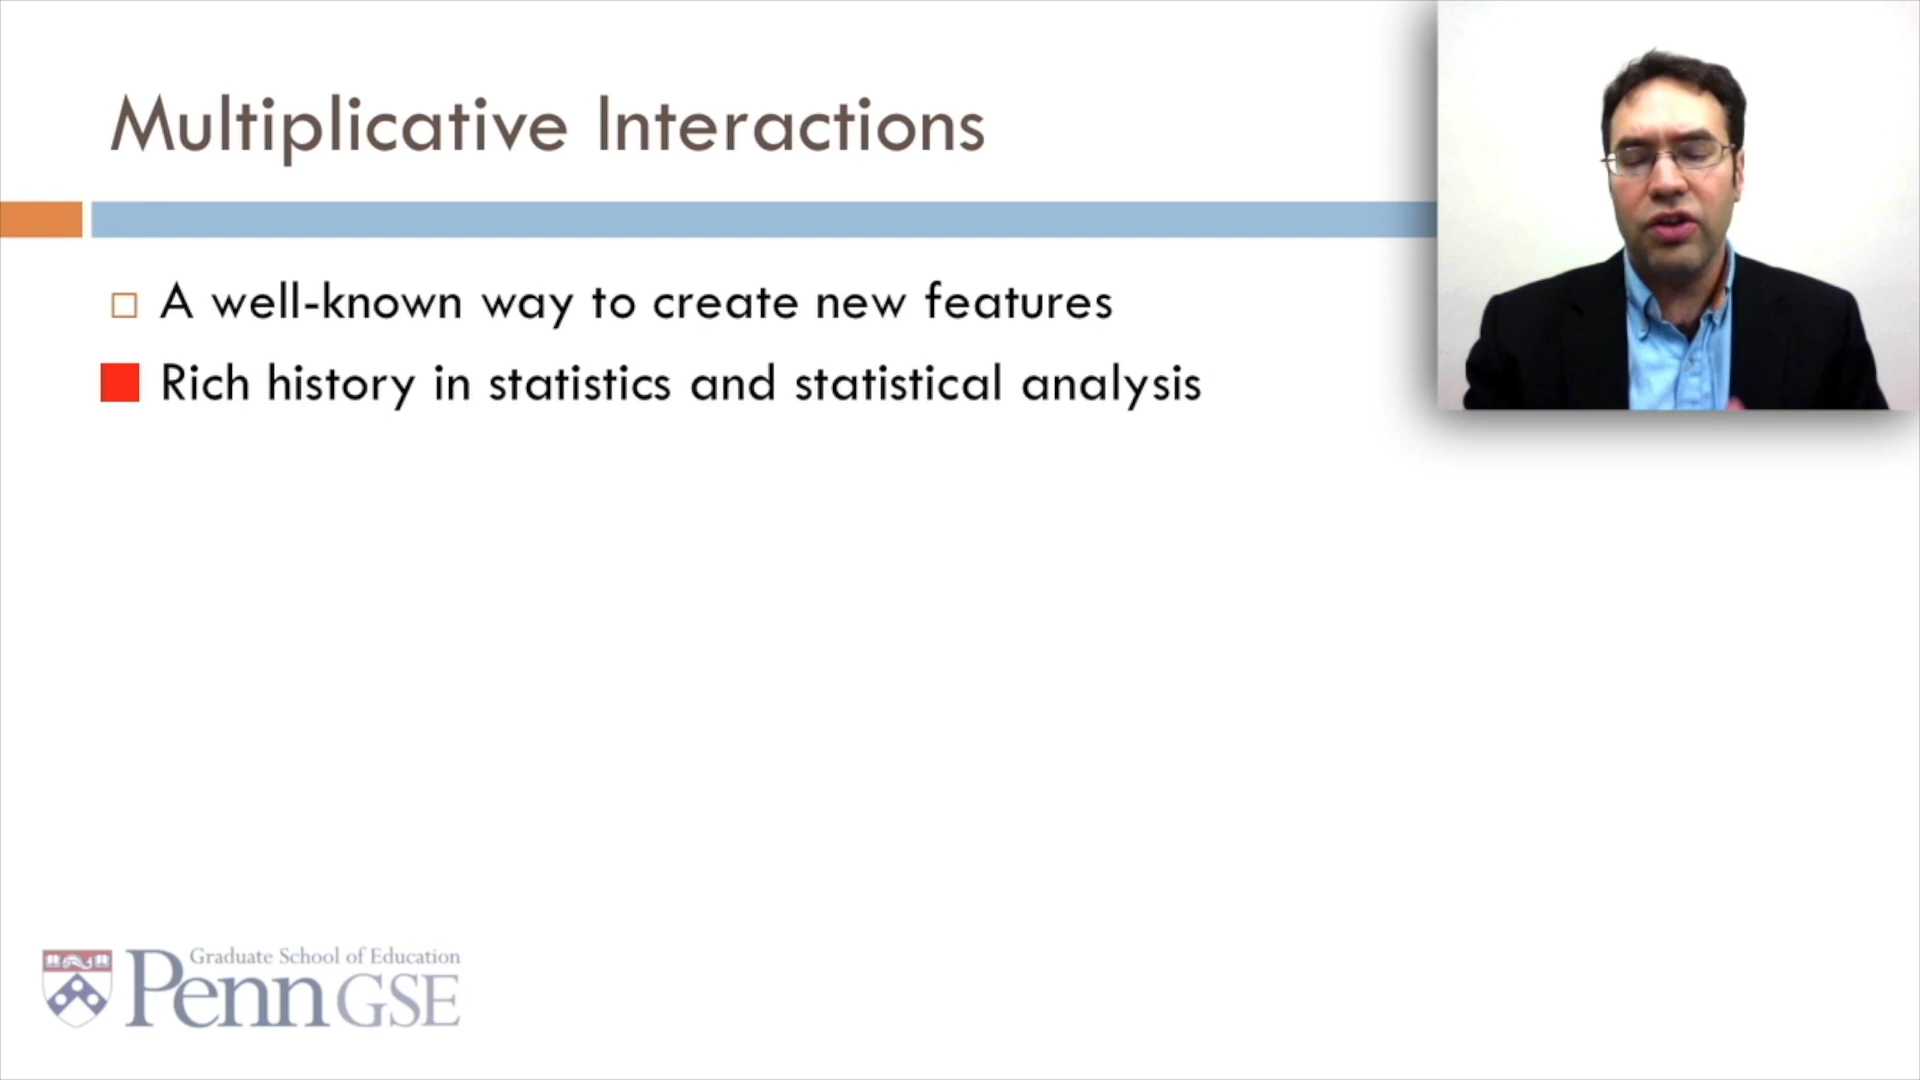 Multiplicative Interactions
A well-known way to create new features
Rich history in statistics and statistical analysis
Graduate School of Education
Penn GSE